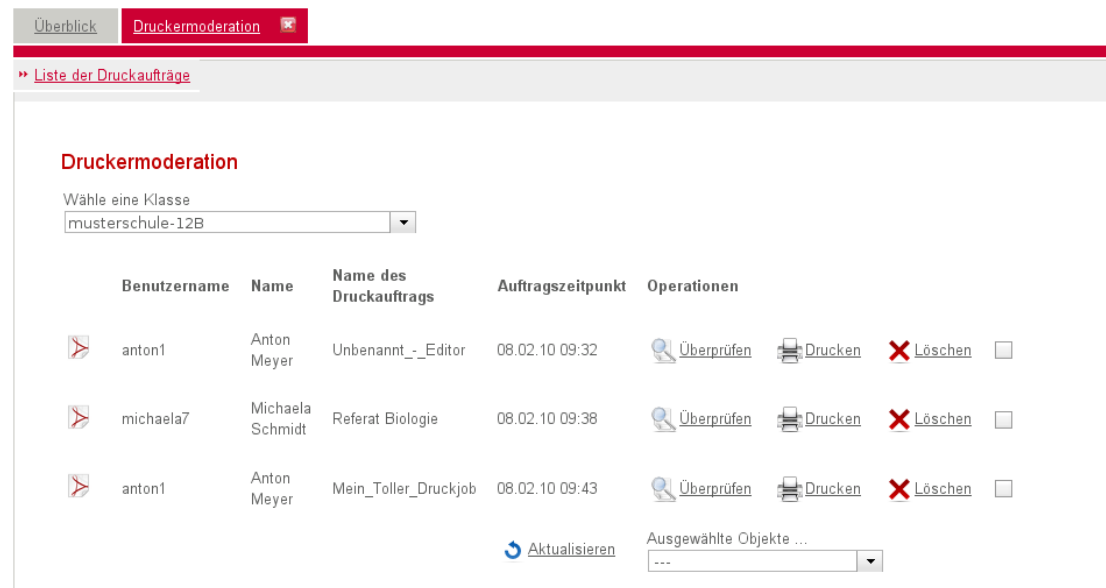 Überblick Druckermoderation
Liste der Druckaufträge
Druckermoderation
Wähle eine Klasse
musterschule-12B
Benutzername Name Name des Druckauftrags Auftragszeitpunkt Operationen
anton1 Anton Meyer Unbenannt_-_Editor 08.02.10 09:32 Überprüfen Drucken Löschen
michaela7 Michaela Schmidt Referat Biologie 08.02.10 09:38 Überprüfen Drucken Löschen
anton1 Anton Meyer Mein_Toller_Druckjob 08.02.10 09:43 Überprüfen Drucken Löschen
Aktualisieren Ausgewählte Objekte ...
---